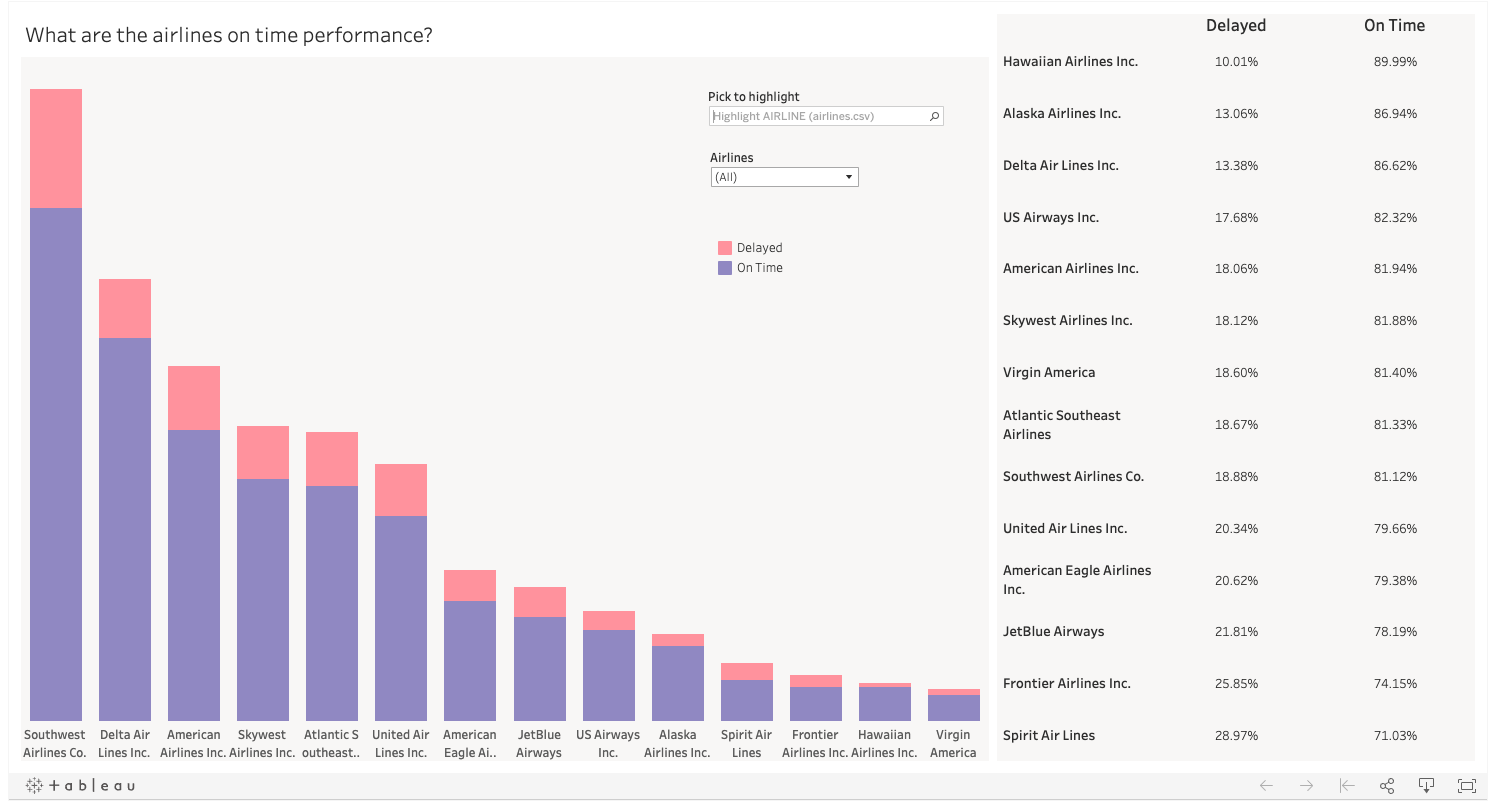 What are the airlines on time performance?
Pick to highlight
Highlight AIRLINE (airlines.csv)
Airlines
(All)
Delayed
On Time
Southwest Airlines Co.
Delta Air Lines Inc.
American Airlines Inc.
Skywest Airlines Inc.
Atlantic S outheast..
United Air Lines Inc.
American Eagle Ai..
JetBlue Airways
US Airways Inc.
Alaska Airlines Inc.
Spirit Air Lines
Frontier Airlines Inc.
Hawaiian Airlines Inc.
Virgin America
Delayed On Time
Hawaiian Airlines Inc. 10.01% 89.99%
Alaska Airlines Inc. 13.06% 86.94%
Delta Air Lines Inc. 13.38% 86.62%
US Airways Inc. 17.68% 82.32%
American Airlines Inc. 18.06% 81.94%
Skywest Airlines Inc. 18.12% 81.88%
Virgin America 18.60% 81.40%
Atlantic Southeast Airlines 18.67% 81.33%
Southwest Airlines Co. 18.88% 81.12%
United Air Lines Inc. 20.34% 79.66%
American Eagle Airlines Inc. 20.62% 79.38%
JetBlue Airways 21.81% 78.19%
Frontier Airlines Inc. 25.85% 74.15%
Spirit Air Lines 28.97% 71.03%
+ableau